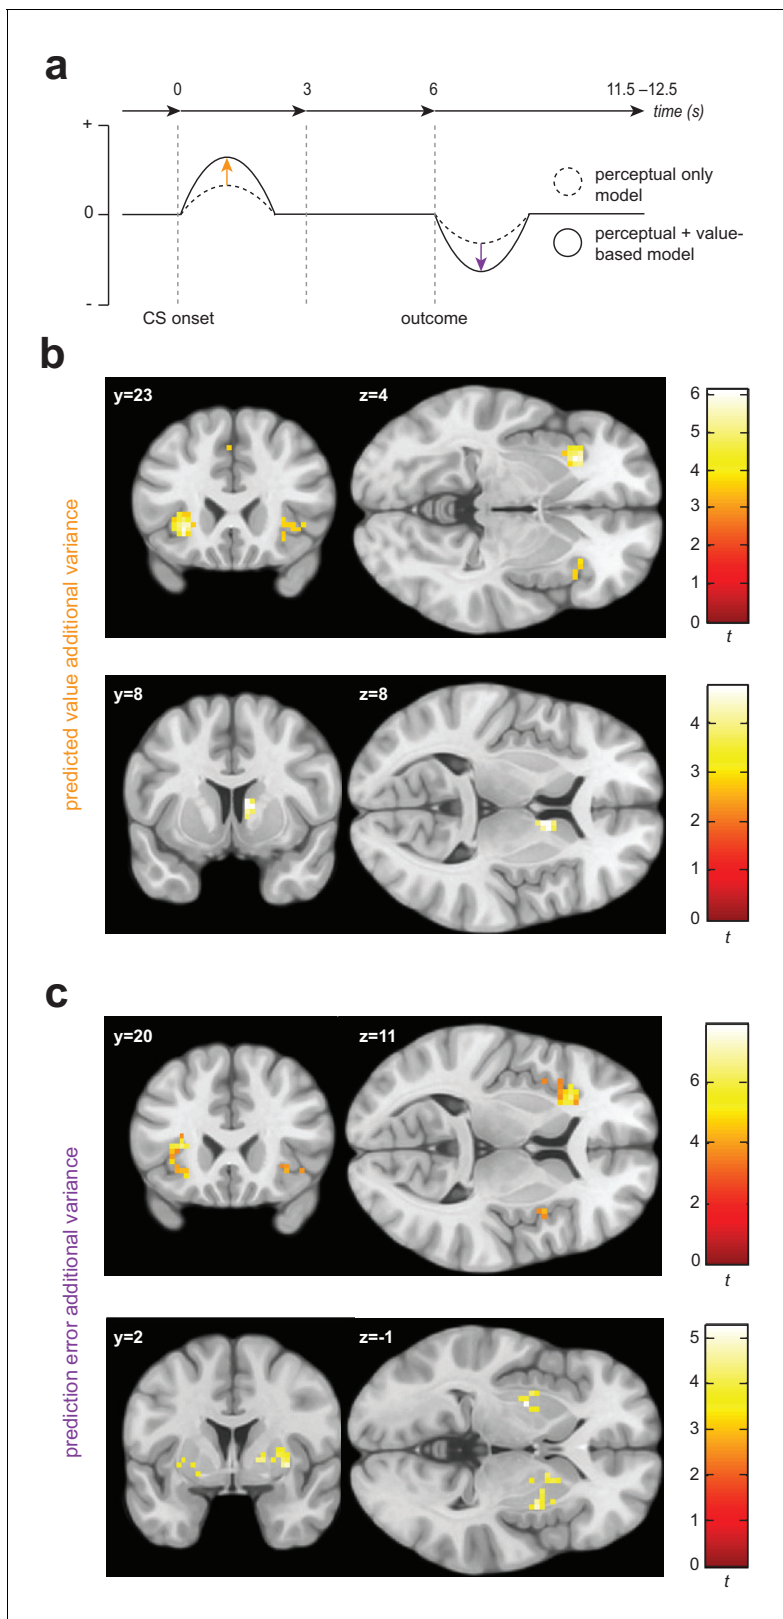 a
0 3 6 11.5 –12.5
time (s)
+
0
-
perceptual only
model
perceptual + value-
based model
CS onset outcome
b
predicted value additional variance
y=23 z=4
6
5
4
3
2
1
0
t
y=8 z=8
4
3
2
1
0
t
c
prediction error additional variance
y=20 z=11
6
4
2
0
t
y=2 z=-1
5
4
3
2
1
0
t